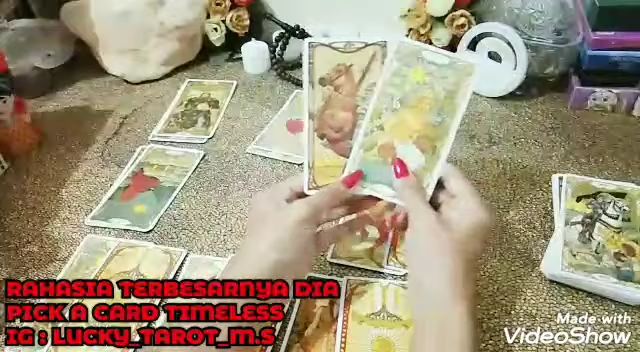 RAHASIA TERBESARNYA DIA
PICK A CARD TIMELESS
IG : LUCKY_TAROT_M.S
Made with
VideoShow